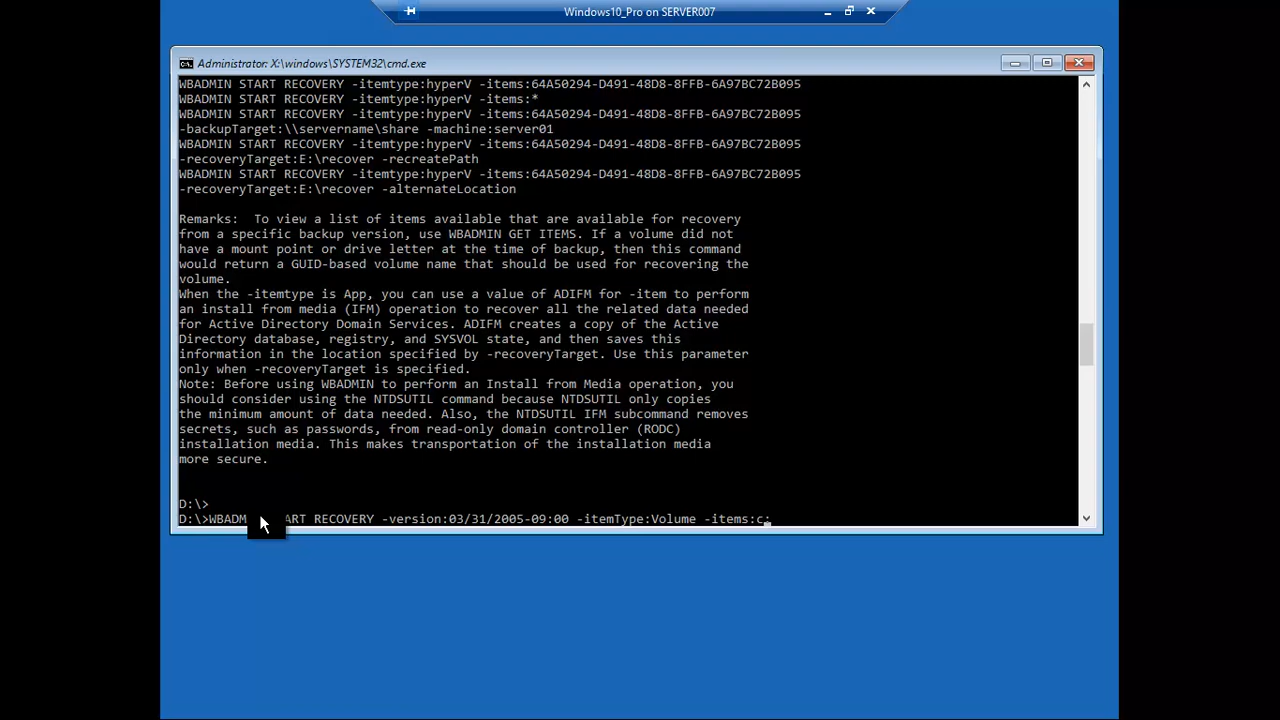 Windows10_Pro on SERVER007
Administrator: X:\windows\SYSTEM32\cmd.exe
WBADMIN START RECOVERY -itemtype:hyperV -items:64A50294-D491-48D8-8FFB-6A97BC72B095
WBADMIN START RECOVERY -itemtype:hyperV -items:*
WBADMIN START RECOVERY -itemtype:hyperV -items:64A50294-D491-48D8-8FFB-6A97BC72B095
-backupTarget:\\servername\share -machine:server01
WBADMIN START RECOVERY -itemtype:hyperV -items:64A50294-D491-48D8-8FFB-6A97BC72B095
-recoveryTarget:E:\recover -recreatePath
WBADMIN START RECOVERY -itemtype:hyperV -items:64A50294-D491-48D8-8FFB-6A97BC72B095
-recoveryTarget:E:\recover -alternateLocation
Remarks:  To view a list of items available that are available for recovery
from a specific backup version, use WBADMIN GET ITEMS. If a volume did not
have a mount point or drive letter at the time of backup, then this command
would return a GUID-based volume name that should be used for recovering the
volume.
When the -itemtype is App, you can use a value of ADIFM for -item to perform
an install from media (IFM) operation to recover all the related data needed
for Active Directory Domain Services. ADIFM creates a copy of the Active
Directory database, registry, and SYSVOL state, and then saves this
information in the location specified by -recoveryTarget. Use this parameter
only when -recoveryTarget is specified.
Note: Before using WBADMIN to perform an Install from Media operation, you
should consider using the NTDSUTIL command because NTDSUTIL only copies
the minimum amount of data needed. Also, the NTDSUTIL IFM subcommand removes
secrets, such as passwords, from read-only domain controller (RODC)
installation media. This makes transportation of the installation media
more secure.
D:\>
D:\>WBADM ART RECOVERY -version:03/31/2005-09:00 -itemType:Volume -items:c: